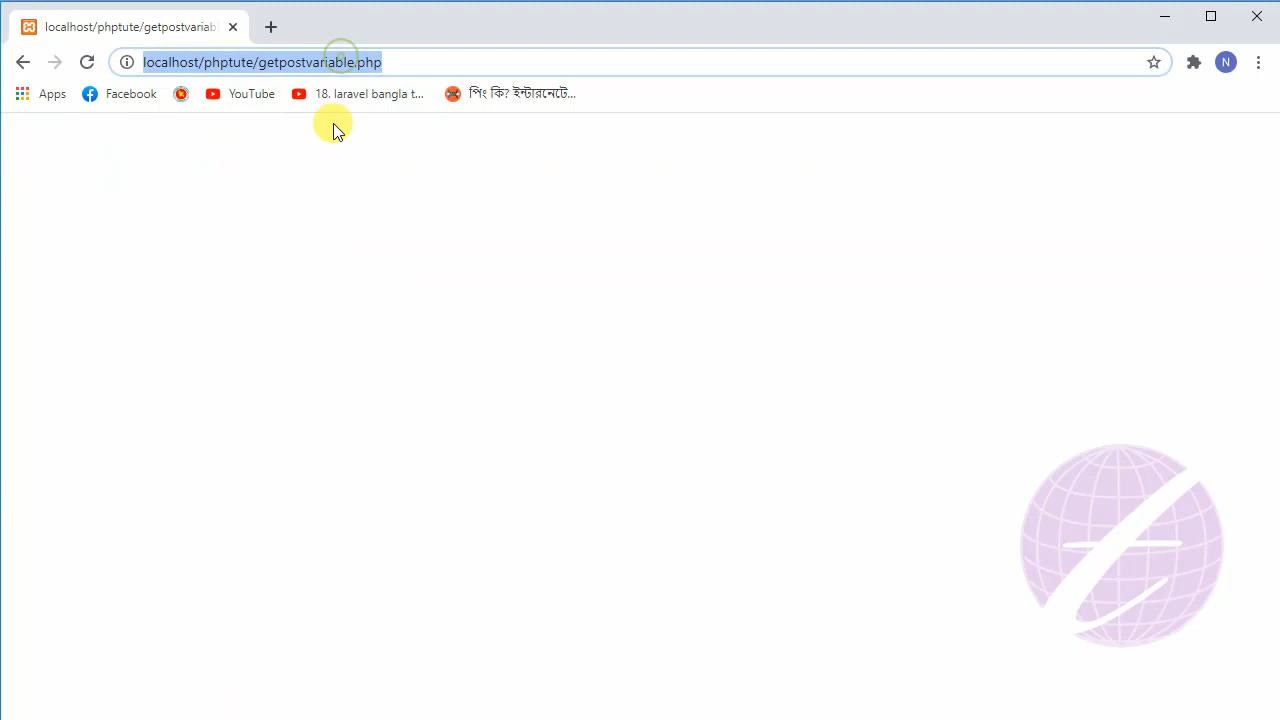 localhost/phptute/getpostvariab
localhost/phptute/getpostvariable.php
N
Apps
Facebook
YouTube
18. laravel bangla t...
পিং কি? ইন্টারনেটে...